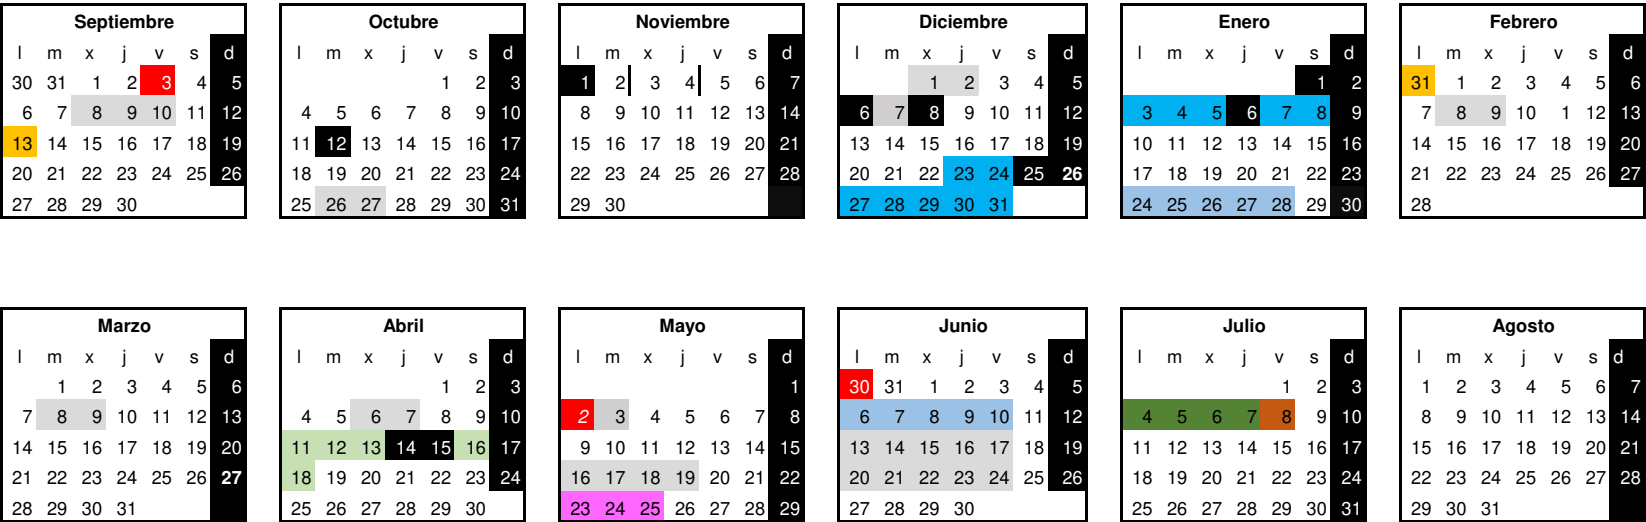 Septiembre
l m x j v s d
30 31 1 2 3 4 5
6 7 8 9 10 11 12
13 14 15 16 17 18 19
20 21 22 23 24 25 26
27 28 29 30
Octubre
l m x j v s d
1 2 3
4 5 6 7 8 9 10
11 12 13 14 15 16 17
18 19 20 21 22 23 24
25 26 27 28 29 30 31
Noviembre
l m x j v s d
1 2 3 4 5 6 7
8 9 10 11 12 13 14
15 16 17 18 19 20 21
22 23 24 25 26 27 28
29 30
Diciembre
l m x j v s d
1 2 3 4 5
6 7 8 9 10 11 12
13 14 15 16 17 18 19
20 21 22 23 24 25 26
27 28 29 30 31
Enero
l m x j v s d
1 2
3 4 5 6 7 8 9
10 11 12 13 14 15 16
17 18 19 20 21 22 23
24 25 26 27 28 29 30
Febrero
l m x j v s d
31 1 2 3 4 5 6
7 8 9 10 1 12 13
14 15 16 17 18 19 20
21 22 23 24 25 26 27
28
Marzo
l m x j v s d
1 2 3 4 5 6
7 8 9 10 11 12 13
14 15 16 17 18 19 20
21 22 23 24 25 26 27
28 29 30 31
Abril
l m x j v s d
1 2 3
4 5 6 7 8 9 10
11 12 13 14 15 16 17
18 19 20 21 22 23 24
25 26 27 28 29 30
Mayo
l m x j v s d
1
2 3 4 5 6 7 8
9 10 11 12 13 14 15
16 17 18 19 20 21 22
23 24 25 26 27 28 29
Junio
l m x j v s d
30 31 1 2 3 4 5
6 7 8 9 10 11 12
13 14 15 16 17 18 19
20 21 22 23 24 25 26
27 28 29 30
Julio
l m x j v s d
1 2 3
4 5 6 7 8 9 10
11 12 13 14 15 16 17
18 19 20 21 22 23 24
25 26 27 28 29 30 31
Agosto
l m x j v s d
1 2 3 4 5 6 7
8 9 10 11 12 13 14
15 16 17 18 19 20 21
22 23 24 25 26 27 28
29 30 31